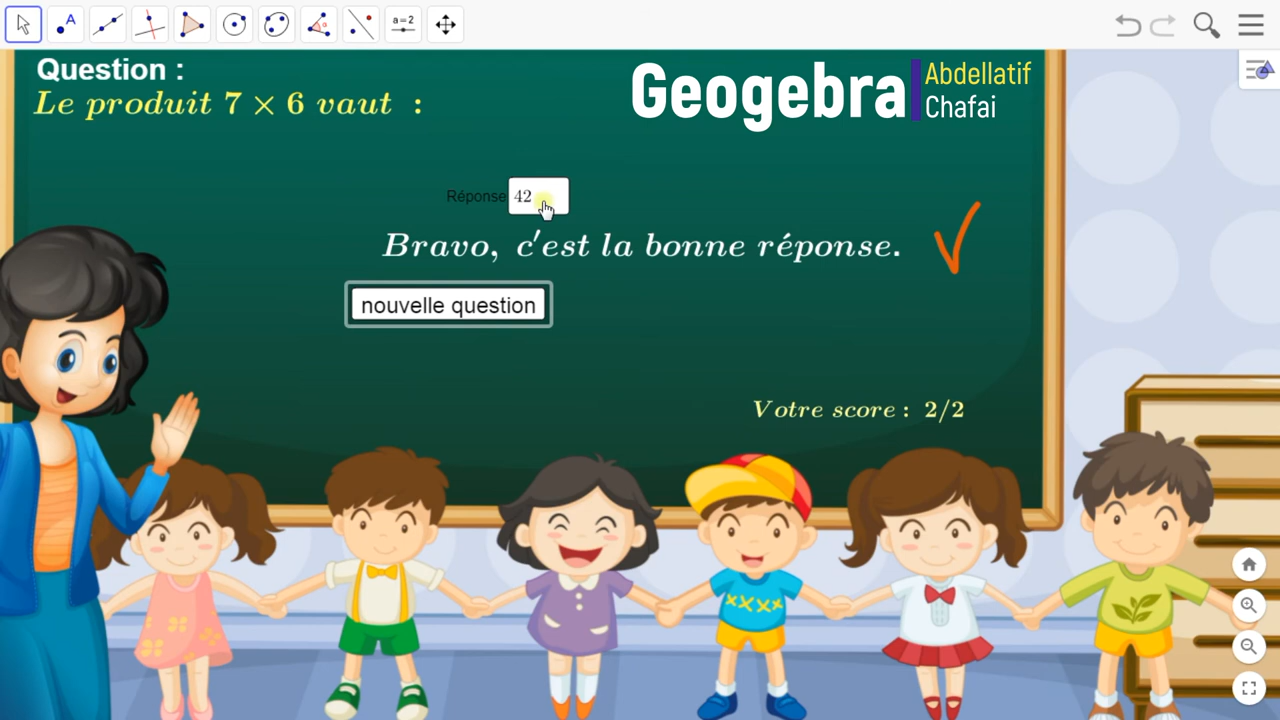 a=2
Question :
Le produit 7 × 6 vaut :
Geogebra
Abdellatif
Chafai
Réponse 42
Bravo, c'est la bonne réponse.
nouvelle question
Votre score : 2/2